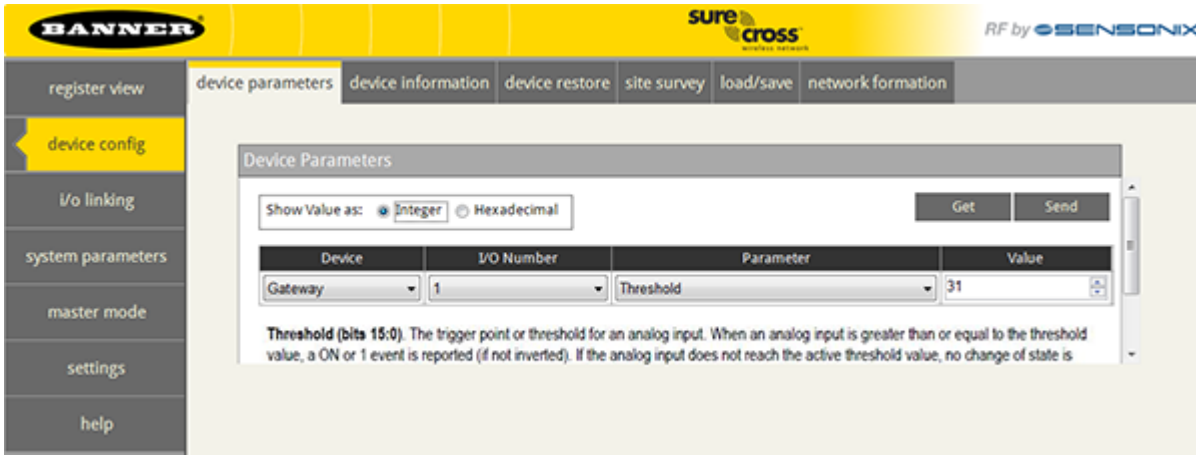 BANNER
sure cross
wireless network
RF by SENSONIX
register view
device config
i/o linking
system parameters
master mode
settings
help
device parameters device information device restore site survey load/save network formation
Device Parameters
Show Value as: Integer Hexadecimal
Get Send
Device I/O Number Parameter Value
Gateway 1 Threshold 31
Threshold (bits 15:0). The trigger point or threshold for an analog input. When an analog input is greater than or equal to the threshold
value, a ON or 1 event is reported (if not inverted). If the analog input does not reach the active threshold value, no change of state is